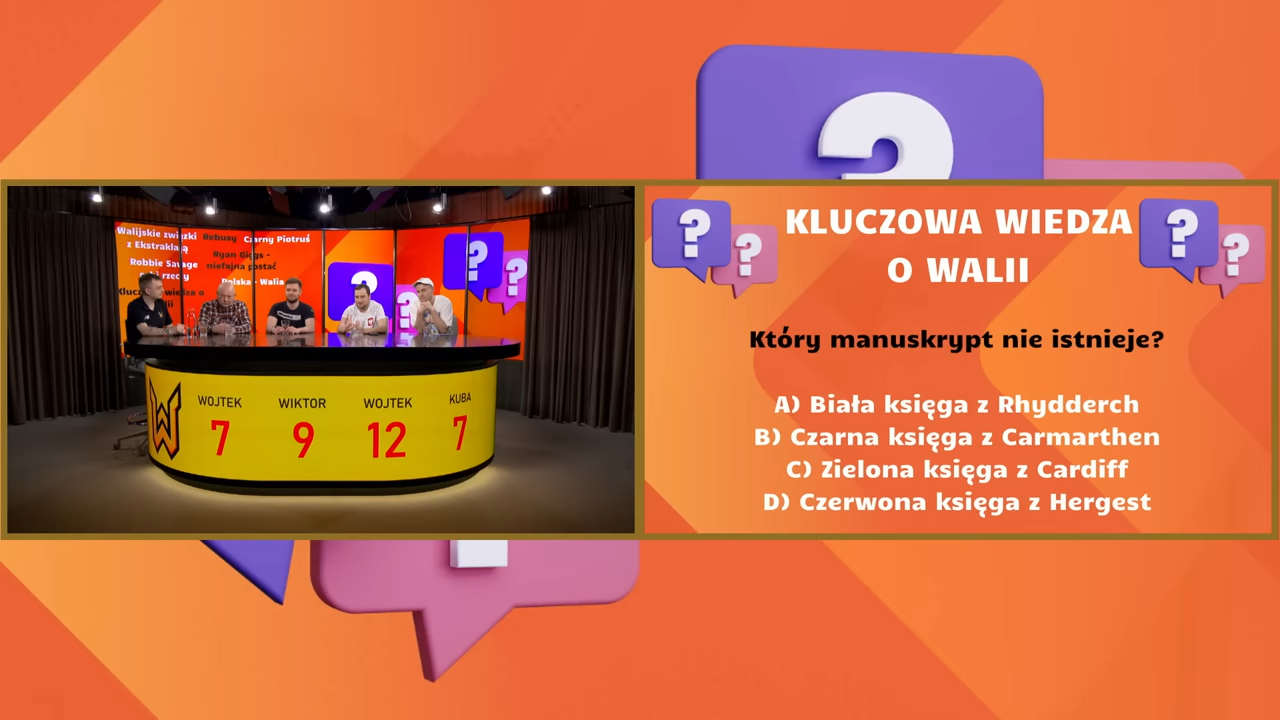 Walijskie związki
z Ekstraklasą
Rebusy
Czarny Piotruś
Robbie Savage
Ryan Giggs -
niefajna postać
rzędy
Polska - Walia
WOJTEK
WIKTOR
WOJTEK
KUBA
7
9
12
7
KLUCZOWA WIEDZA
O WALII
Który manuskrypt nie istnieje?
A) Biała księga z Rhydderch
B) Czarna księga z Carmarthen
C) Zielona księga z Cardiff
D) Czerwona księga z Hergest